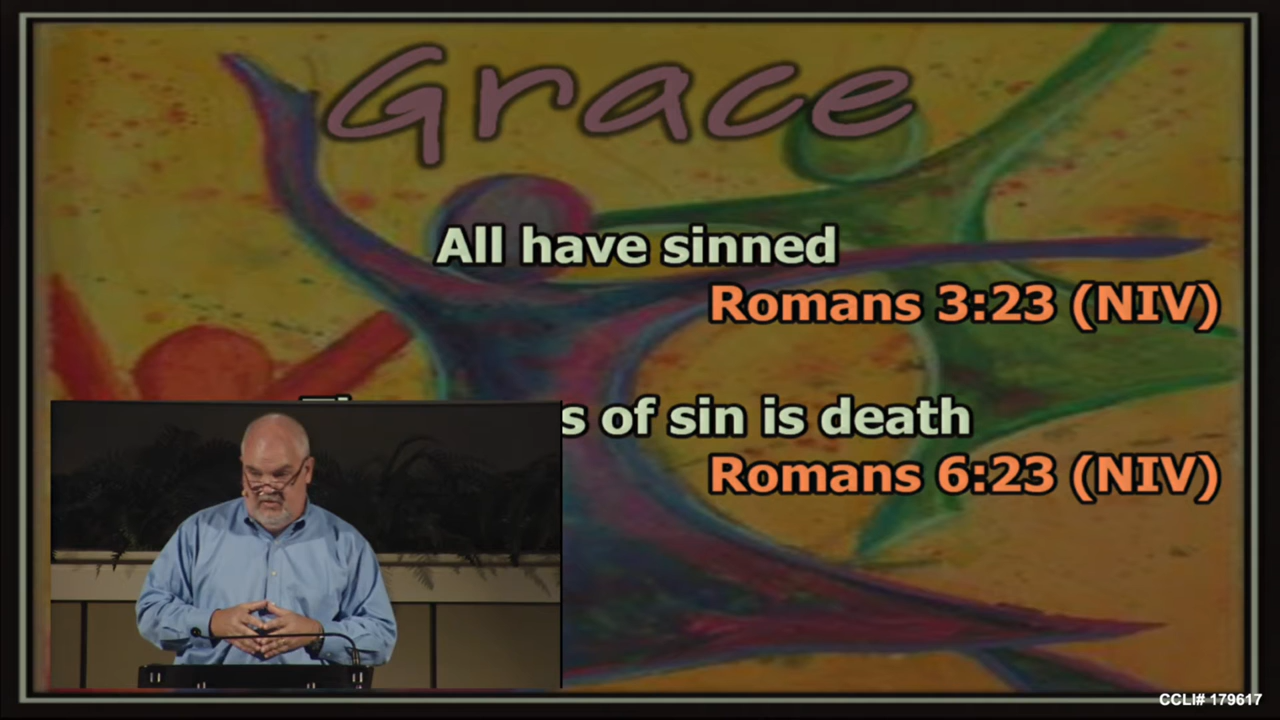 Grace
All have sinned
Romans 3:23 (NIV)
of sin is death
Romans 6:23 (NIV)
CCLI# 179617